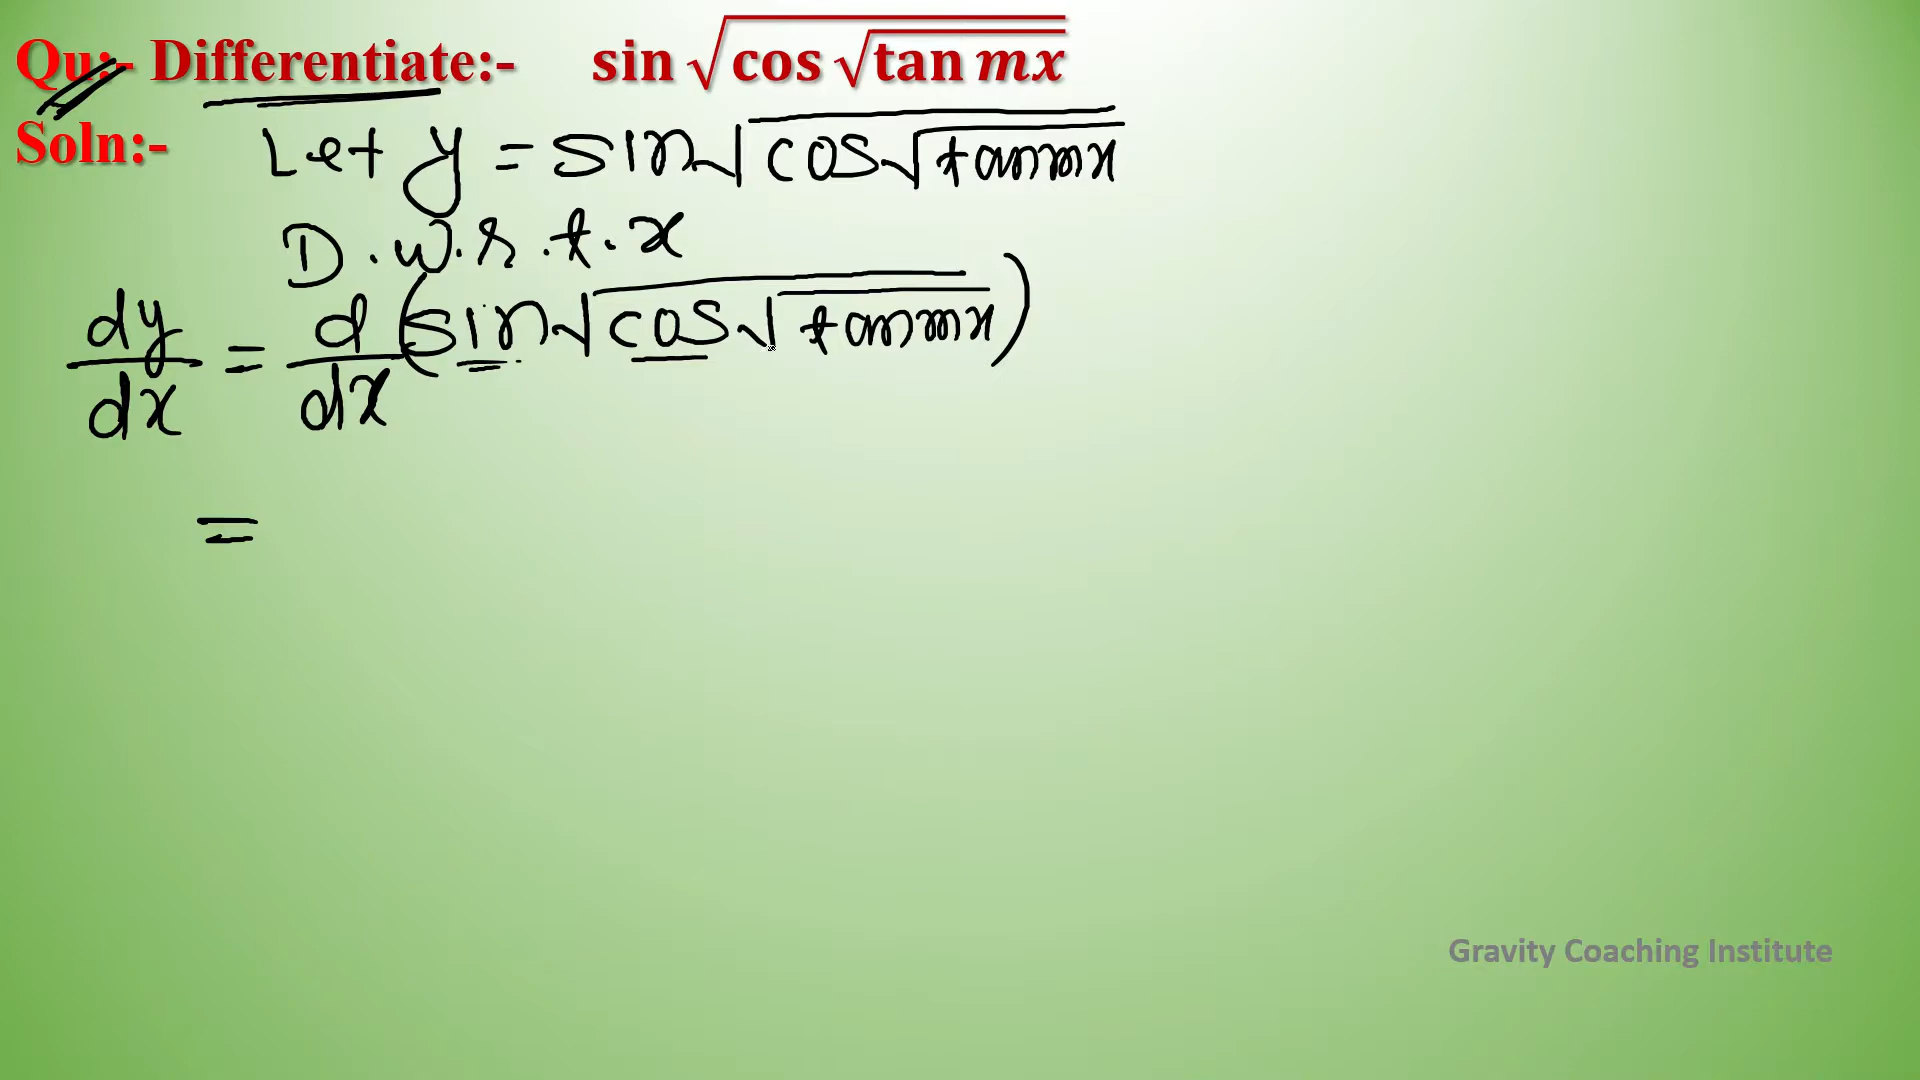 Qu:- Differentiate:- sin √cos √tan mx
Soln:- Let y = sin√cos√tanmx
D.w.r.t.x
dy/dx = d/dx (sin√cos√tanmx)
=
Gravity Coaching Institute